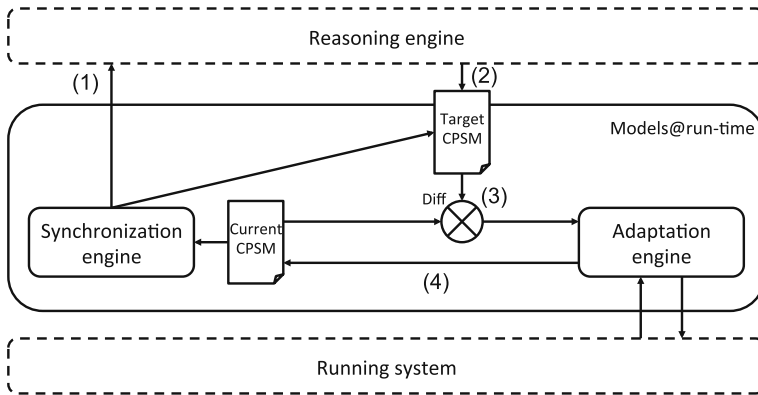 Reasoning engine
(1)
(2)
Target
CPSM
Models@run-time
Diff
(3)
Synchronization
engine
Current
CPSM
Adaptation
engine
(4)
Running system